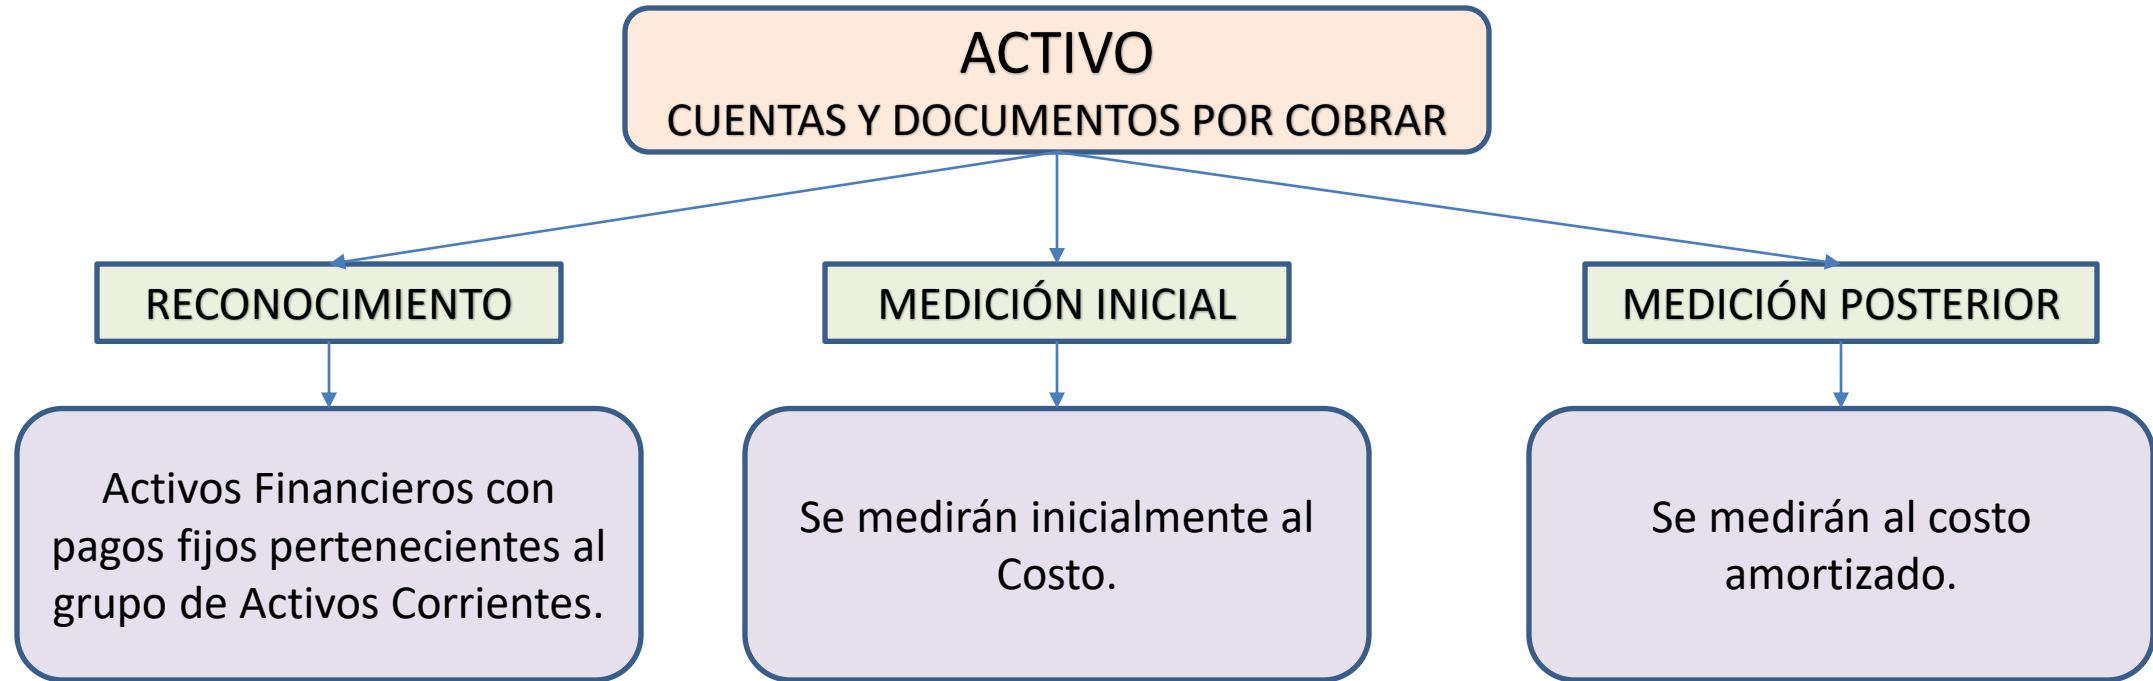 ACTIVO
CUENTAS Y DOCUMENTOS POR COBRAR
RECONOCIMIENTO
MEDICIÓN INICIAL
MEDICIÓN POSTERIOR
Activos Financieros con
pagos fijos pertenecientes al
grupo de Activos Corrientes.
Se medirán inicialmente al
Costo.
Se medirán al costo
amortizado.